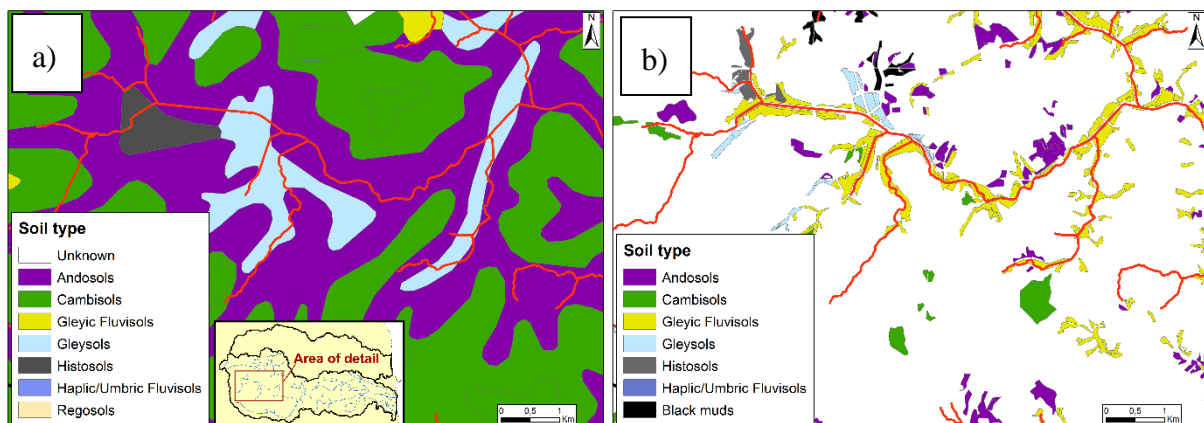 a)
N
Soil type
Unknown
Andosols
Cambisols
Gleyic Fluvisols
Gleysols
Histosols
Haplic/Umbric Fluvisols
Regosols
Area of detail
0 0.5 1
Km
b)
N
Soil type
Andosols
Cambisols
Gleyic Fluvisols
Gleysols
Histosols
Haplic/Umbric Fluvisols
Black muds
0 0.5 1
Km